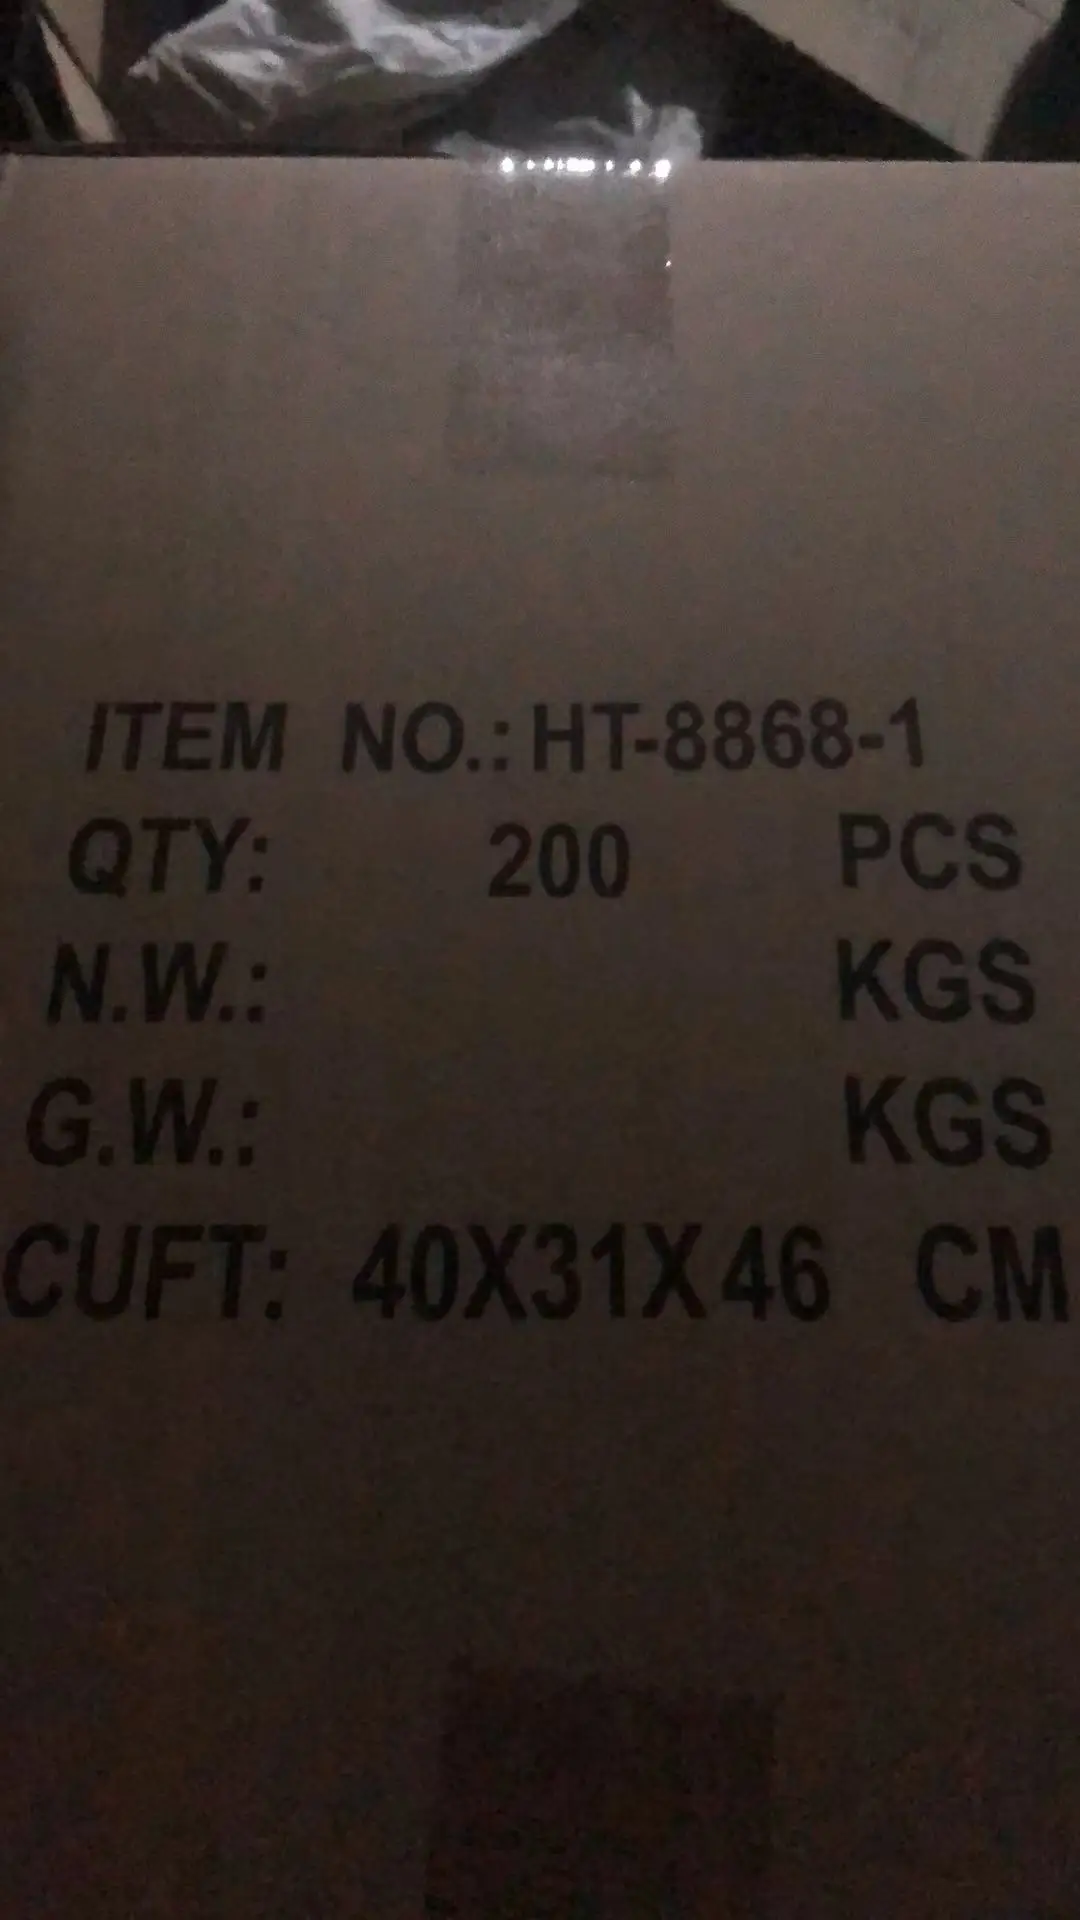 ITEM NO.: HT-8868-1
QTY: 200 PCS
N.W.: KGS
G.W.: KGS
CUFT: 40X31X46 CM